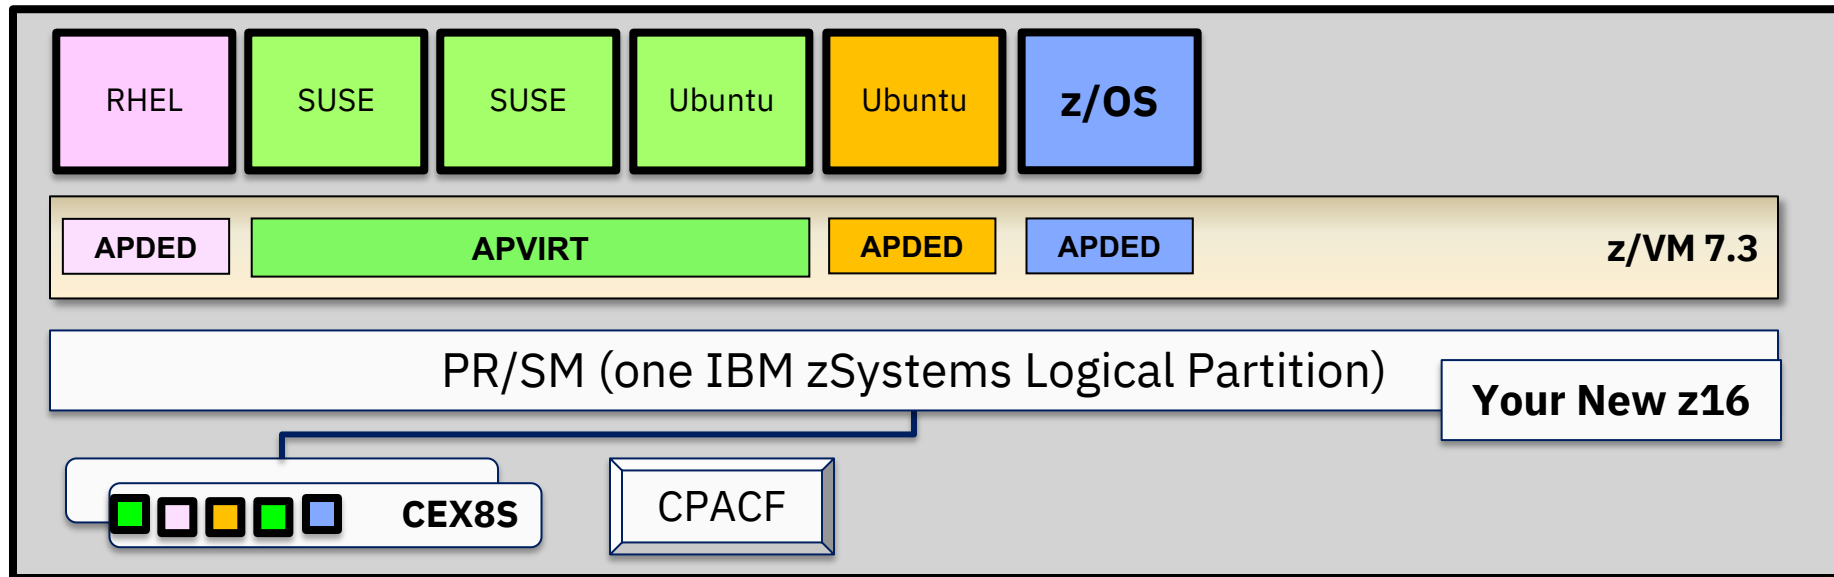 RHEL
SUSE
SUSE
Ubuntu
Ubuntu
z/OS
APDED
APVIRT
APDED
APDED
z/VM 7.3
PR/SM (one IBM zSystems Logical Partition)
Your New z16
CEX8S
CPACF